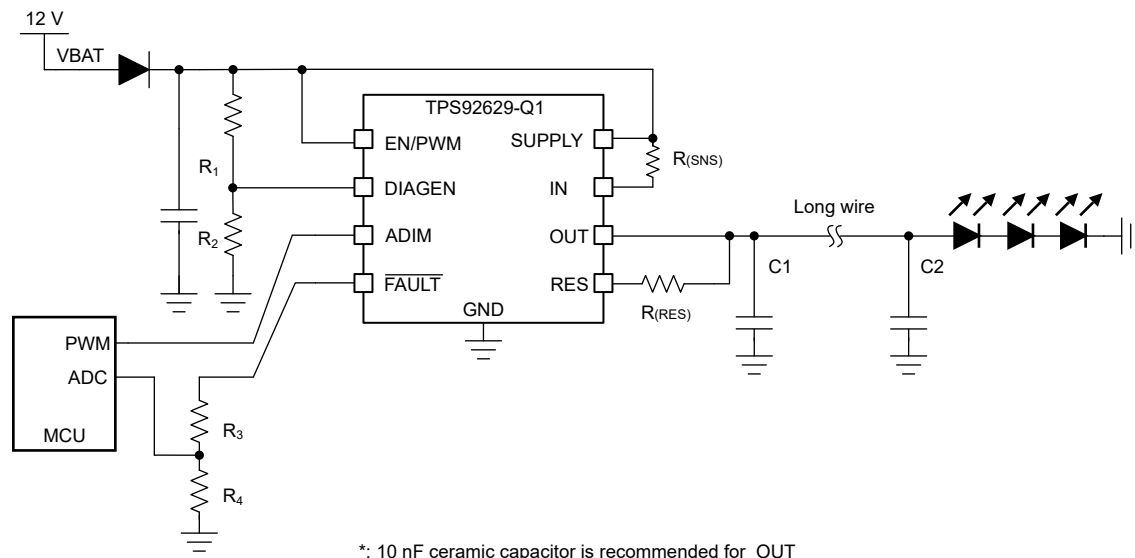 12 V
VBAT
TPS92629-Q1
EN/PWM
SUPPLY
R(SNS)
R1
DIAGEN
IN
Long wire
R2
ADIM
OUT
C1
C2
FAULT
RES
R(RES)
GND
PWM
ADC
MCU
R3
R4
*: 10 nF ceramic capacitor is recommended for OUT